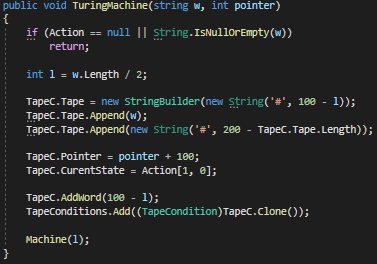 public void TuringMachine(string w, int pointer)
{
if (Action == null || String.IsNullOrEmpty(w))
return;
int l = w.Length / 2;
TapeC.Tape = new StringBuilder(new String('#', 100 - l));
TapeC.Tape.Append(w);
TapeC.Tape.Append(new String('#', 200 - TapeC.Tape.Length));
TapeC.Pointer = pointer + 100;
TapeC.CurentState = Action[1, 0];
TapeC.AddWord(100 - l);
TapeConditions.Add((TapeCondition)TapeC.Clone());
Machine(l);
}